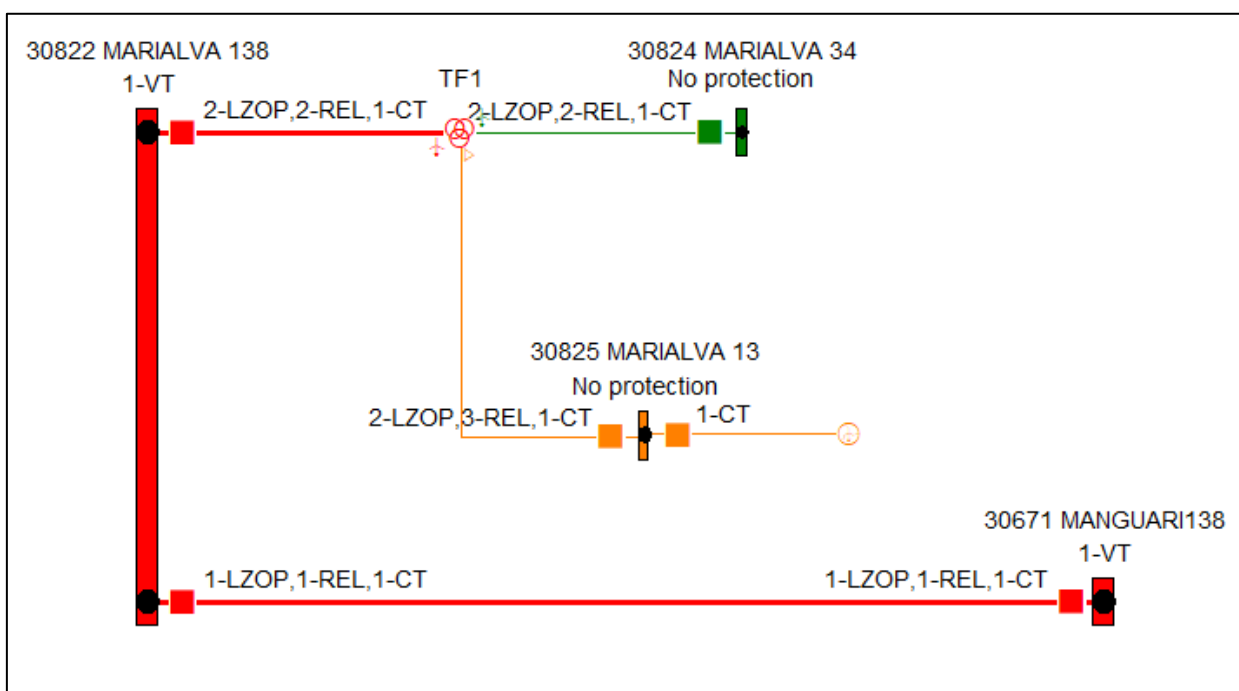 30822 MARIALVA 138
1-VT
2-LZOP,2-REL,1-CT
TF1
2-LZOP,2-REL,1-CT
30824 MARIALVA 34
No protection
30825 MARIALVA 13
No protection
2-LZOP,3-REL,1-CT
1-CT
30671 MANGUARI138
1-VT
1-LZOP,1-REL,1-CT
1-LZOP,1-REL,1-CT